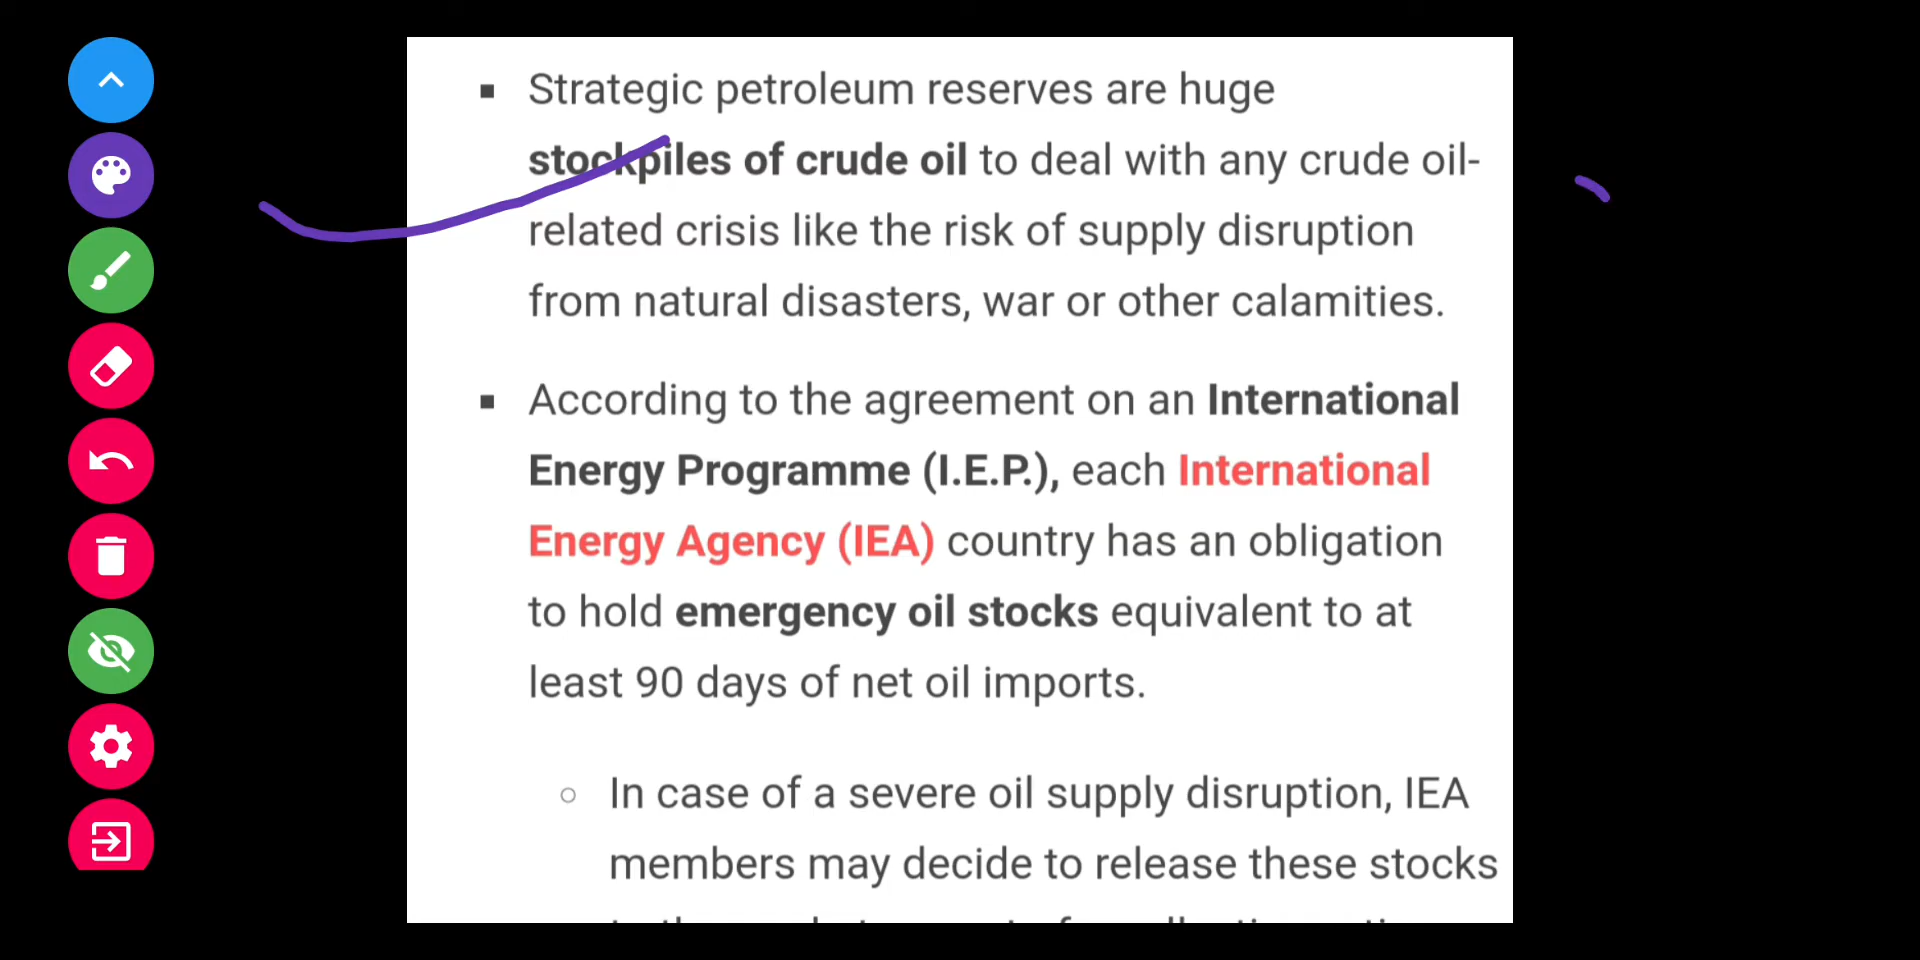 Strategic petroleum reserves are huge
stockpiles of crude oil to deal with any crude oil-
related crisis like the risk of supply disruption
from natural disasters, war or other calamities.
According to the agreement on an International
Energy Programme (I.E.P.), each International
Energy Agency (IEA) country has an obligation
to hold emergency oil stocks equivalent to at
least 90 days of net oil imports.
In case of a severe oil supply disruption, IEA
members may decide to release these stocks